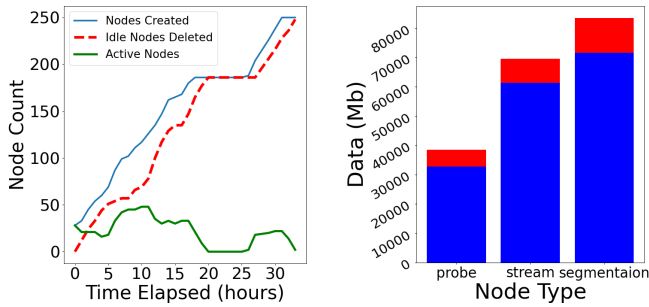 Nodes Created
Idle Nodes Deleted
Active Nodes
Node Count
250
200
150
100
50
0
0 5 10 15 20 25 30
Time Elapsed (hours)
Data (Mb)
80000
70000
60000
50000
40000
30000
20000
10000
0
probe stream segmentaion
Node Type